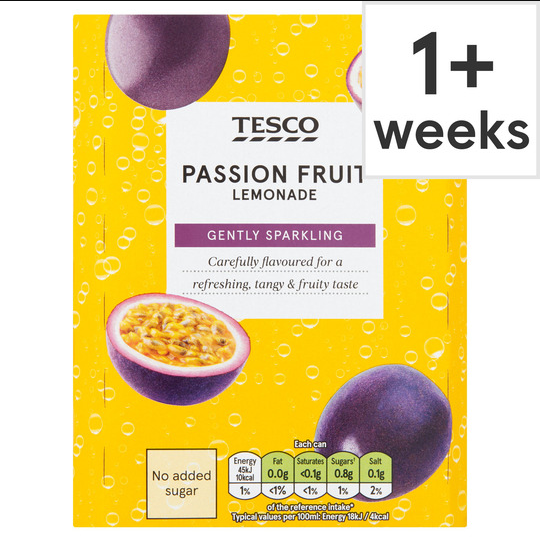 1+
weeks
TESCO
PASSION FRUIT
LEMONADE
GENTLY SPARKLING
Carefully flavoured for a
refreshing, tangy & fruity taste
No added
sugar
Each can
Energy Fat Saturates Sugars† Salt
45kJ
10kcal 0.0g <0.1g 0.8g 0.1g
1% <1% <1% 1% 2%
of the reference intake*
Typical values per 100ml: Energy 18kJ / 4kcal